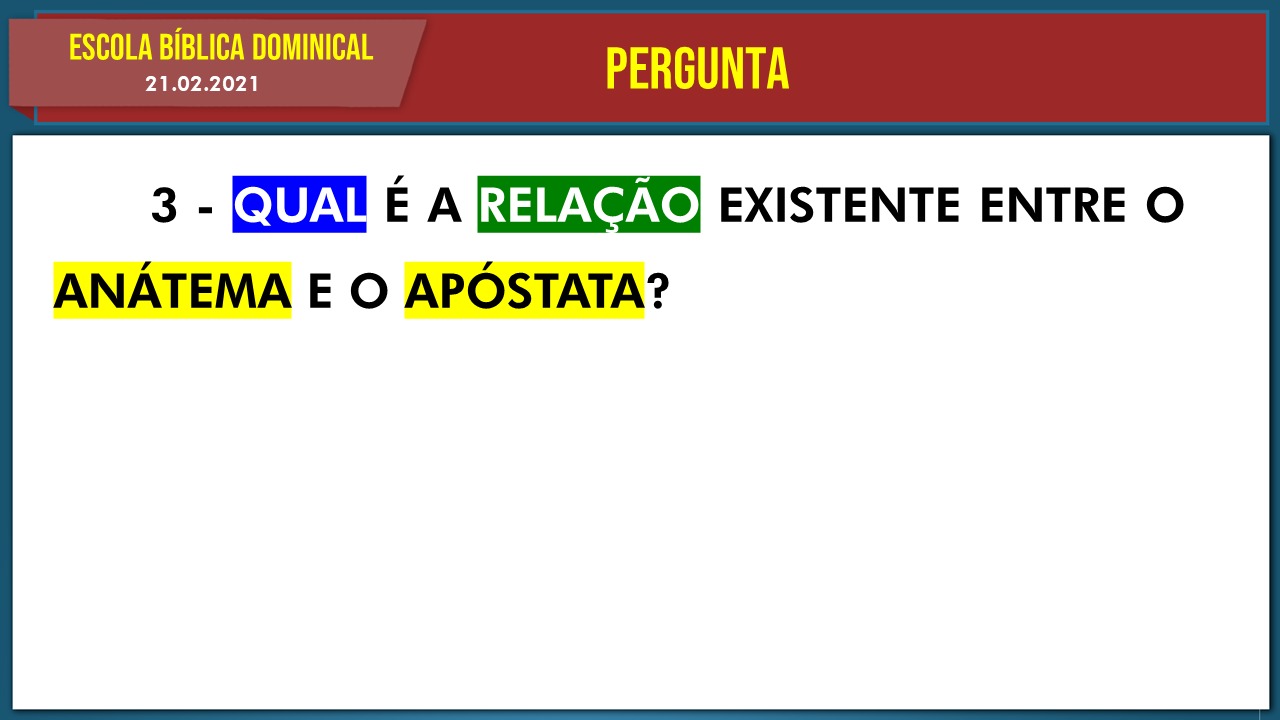 ESCOLA BÍBLICA DOMINICAL
21.02.2021
PERGUNTA
3 - QUAL É A RELAÇÃO EXISTENTE ENTRE O
ANÁTEMA E O APÓSTATA?